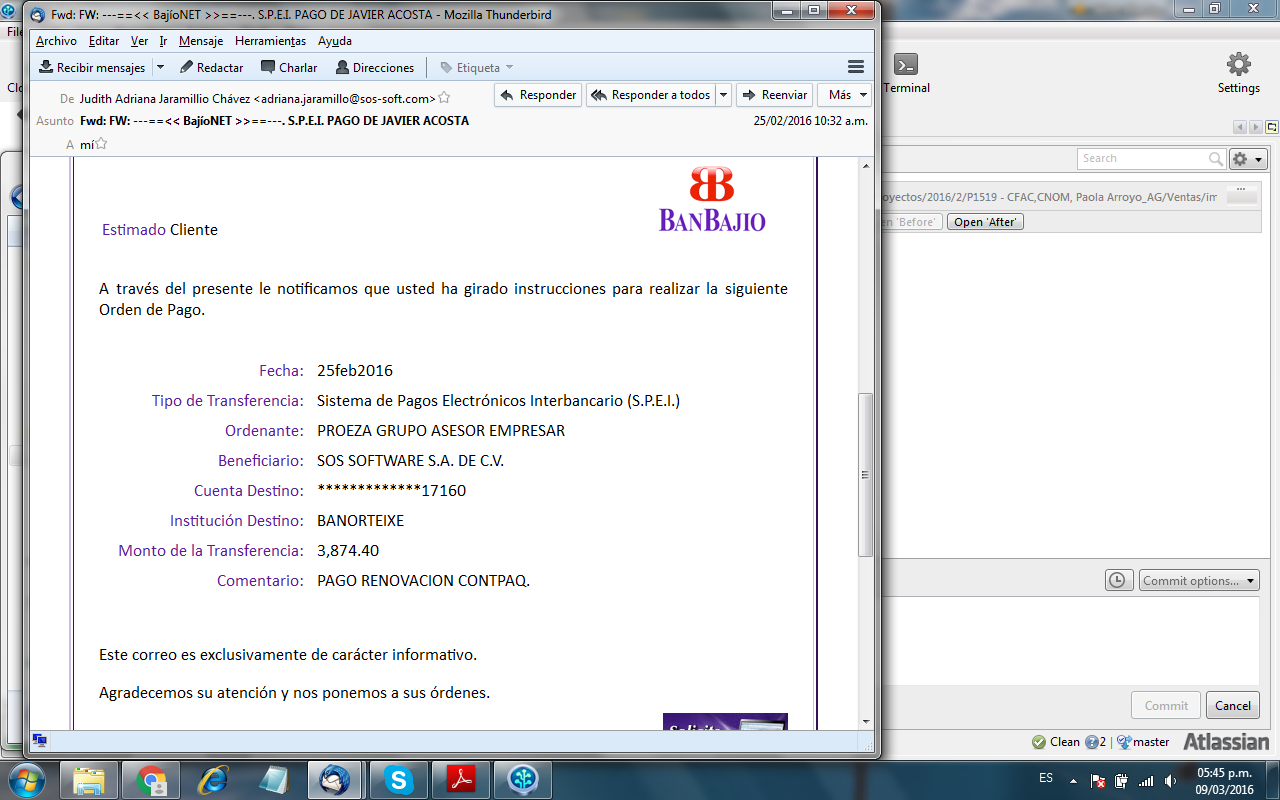 Fwd: FW: ---==<< BajíoNET >>==---. S.P.E.I. PAGO DE JAVIER ACOSTA - Mozilla Thunderbird
Archivo Editar Ver Ir Mensaje Herramientas Ayuda
Recibir mensajes Redactar Charlar Direcciones Etiqueta
De Judith Adriana Jaramillio Chávez <adriana.jaramillo@sos-soft.com>
Responder Responder a todos Reenviar Más
Asunto Fwd: FW: ---==<< BajíoNET >>==---. S.P.E.I. PAGO DE JAVIER ACOSTA
25/02/2016 10:32 a.m.
A mí
BANBAJIO
Estimado Cliente
A través del presente le notificamos que usted ha girado instrucciones para realizar la siguiente
Orden de Pago.
Fecha: 25feb2016
Tipo de Transferencia: Sistema de Pagos Electrónicos Interbancario (S.P.E.I.)
Ordenante: PROEZA GRUPO ASESOR EMPRESAR
Beneficiario: SOS SOFTWARE S.A. DE C.V.
Cuenta Destino: *************17160
Institución Destino: BANORTEIXE
Monto de la Transferencia: 3,874.40
Comentario: PAGO RENOVACION CONTPAQ.
Este correo es exclusivamente de carácter informativo.
Agradecemos su atención y nos ponemos a sus órdenes.
Terminal
Settings
Search
oyectos/2016/2/P1519 - CFAC,CNOM, Paola Arroyo_AG/Ventas/im
...
en 'Before' Open 'After'
Commit options...
Commit Cancel
Clean 2 master Atlassian
ES
05:45 p.m.
09/03/2016